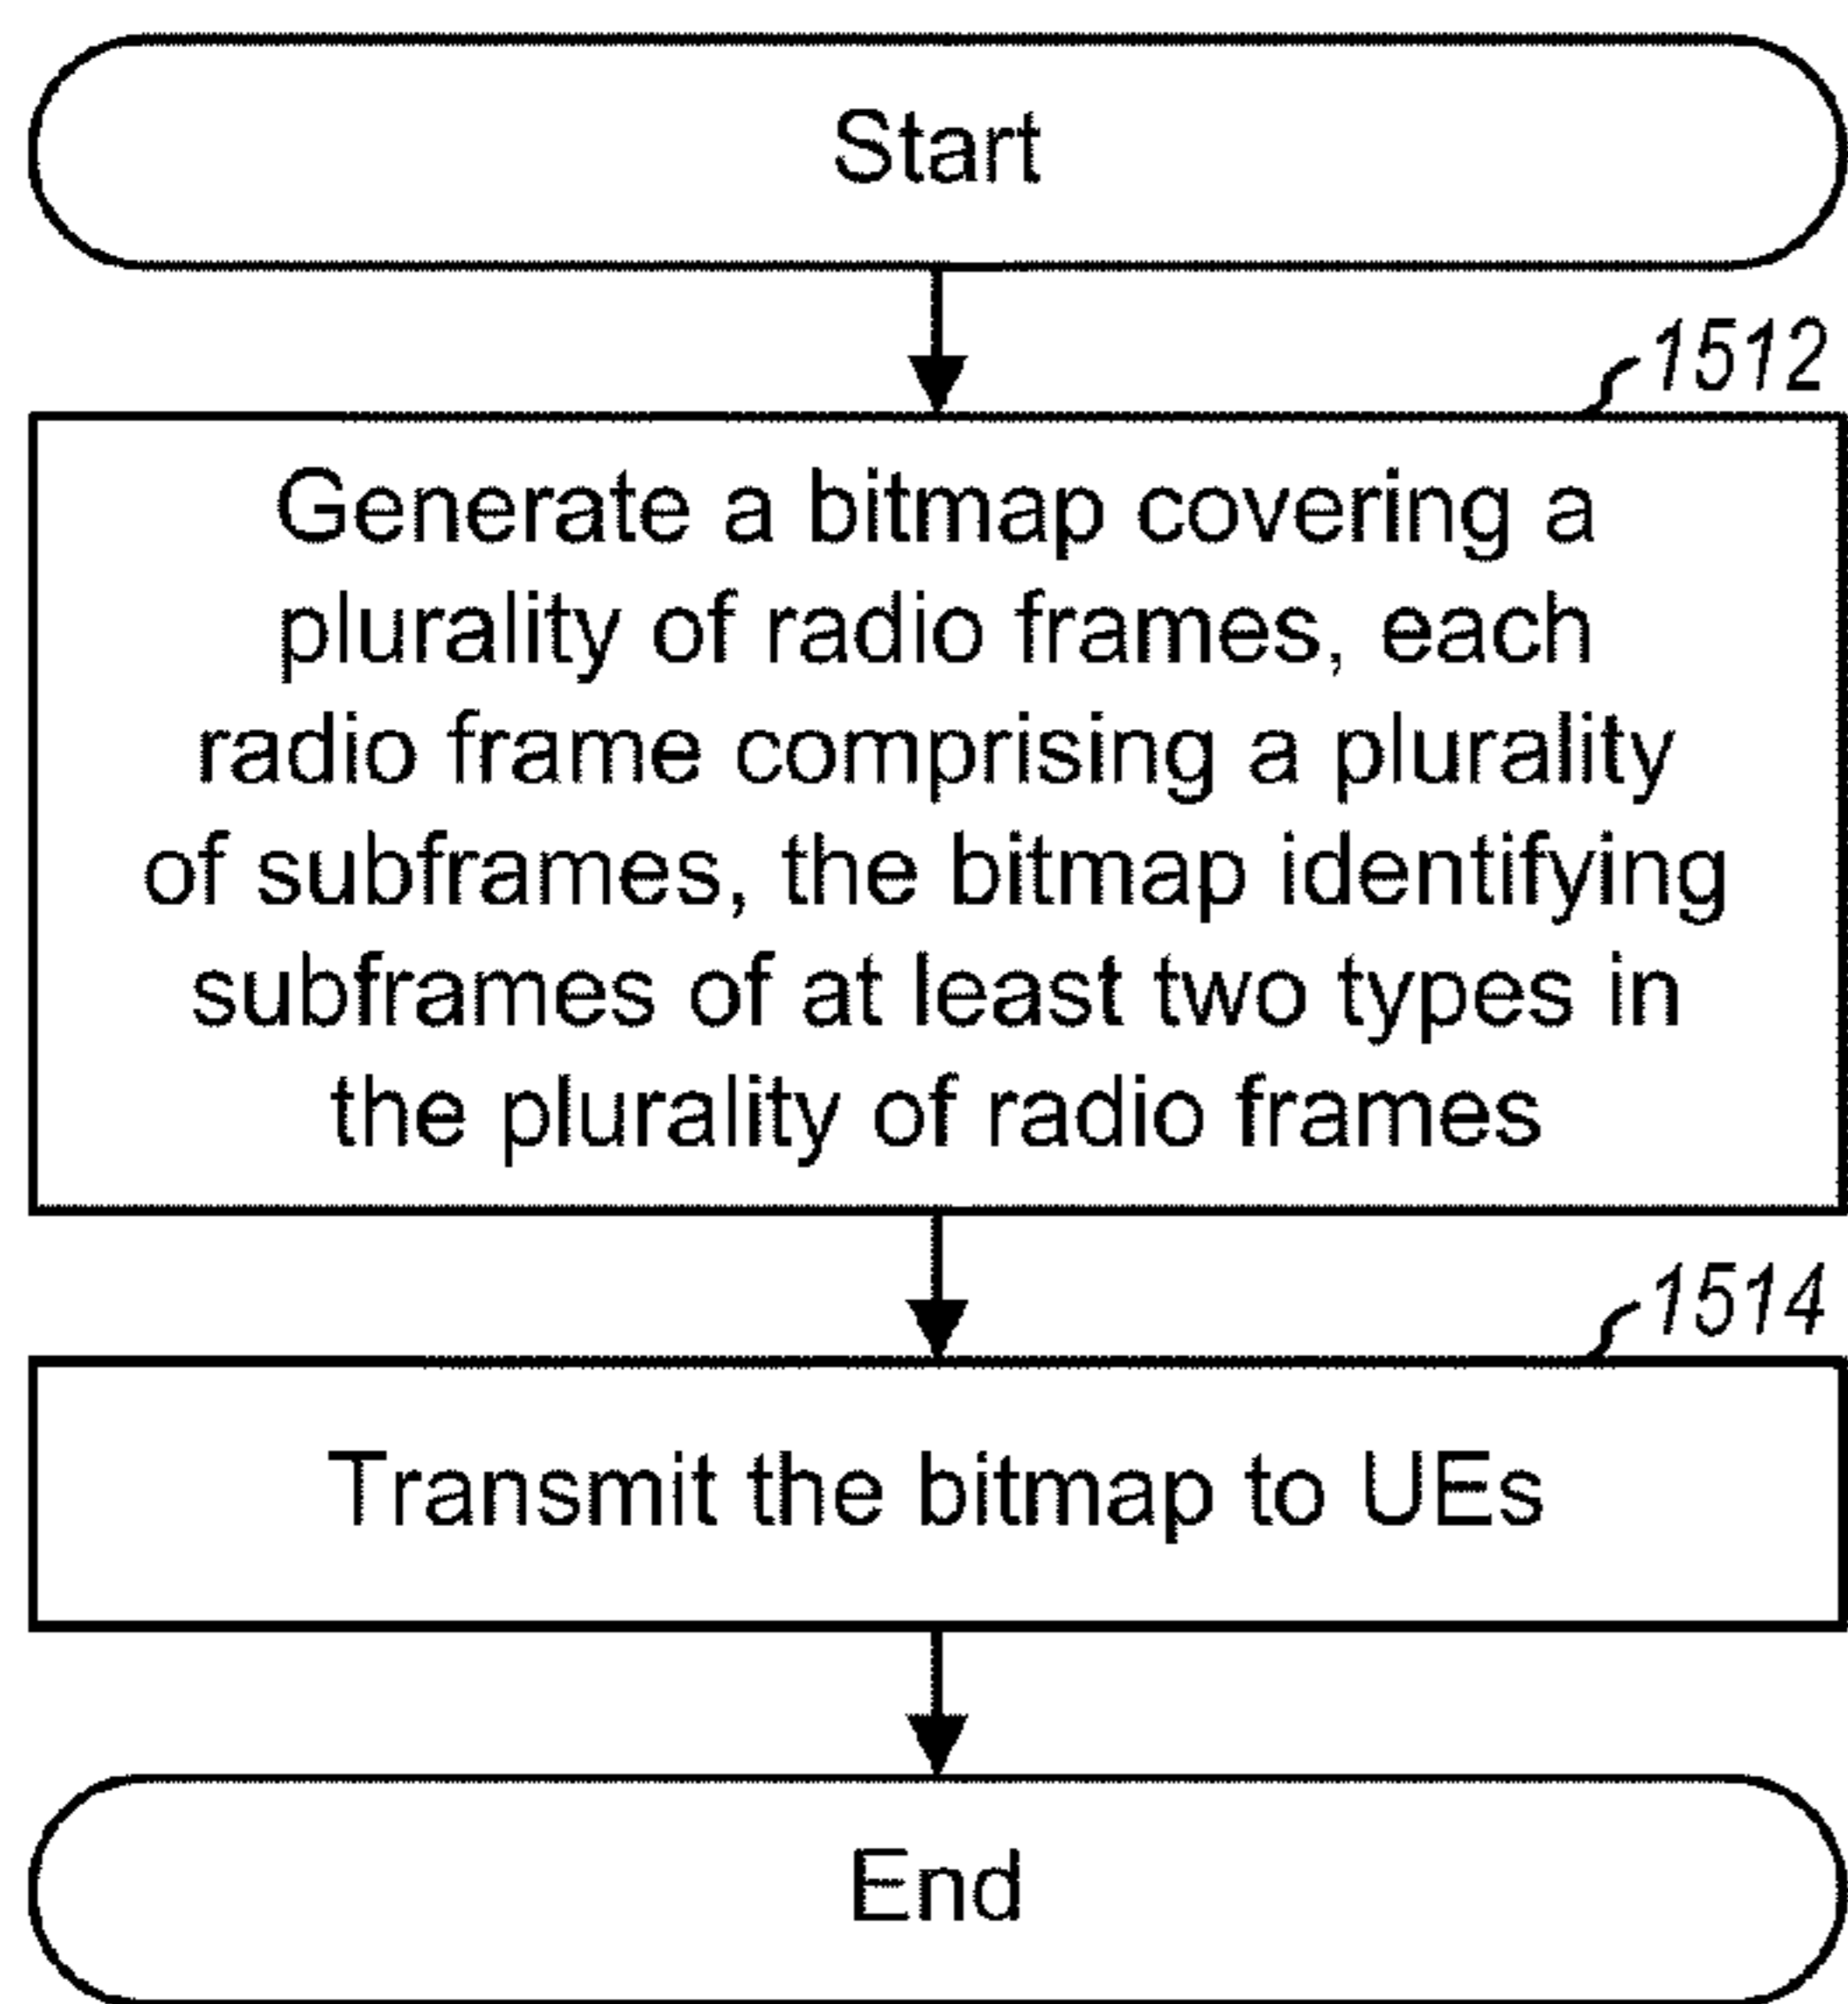 Start
1512
Generate a bitmap covering a
plurality of radio frames, each
radio frame comprising a plurality
of subframes, the bitmap identifying
subframes of at least two types in
the plurality of radio frames
1514
Transmit the bitmap to UEs
End